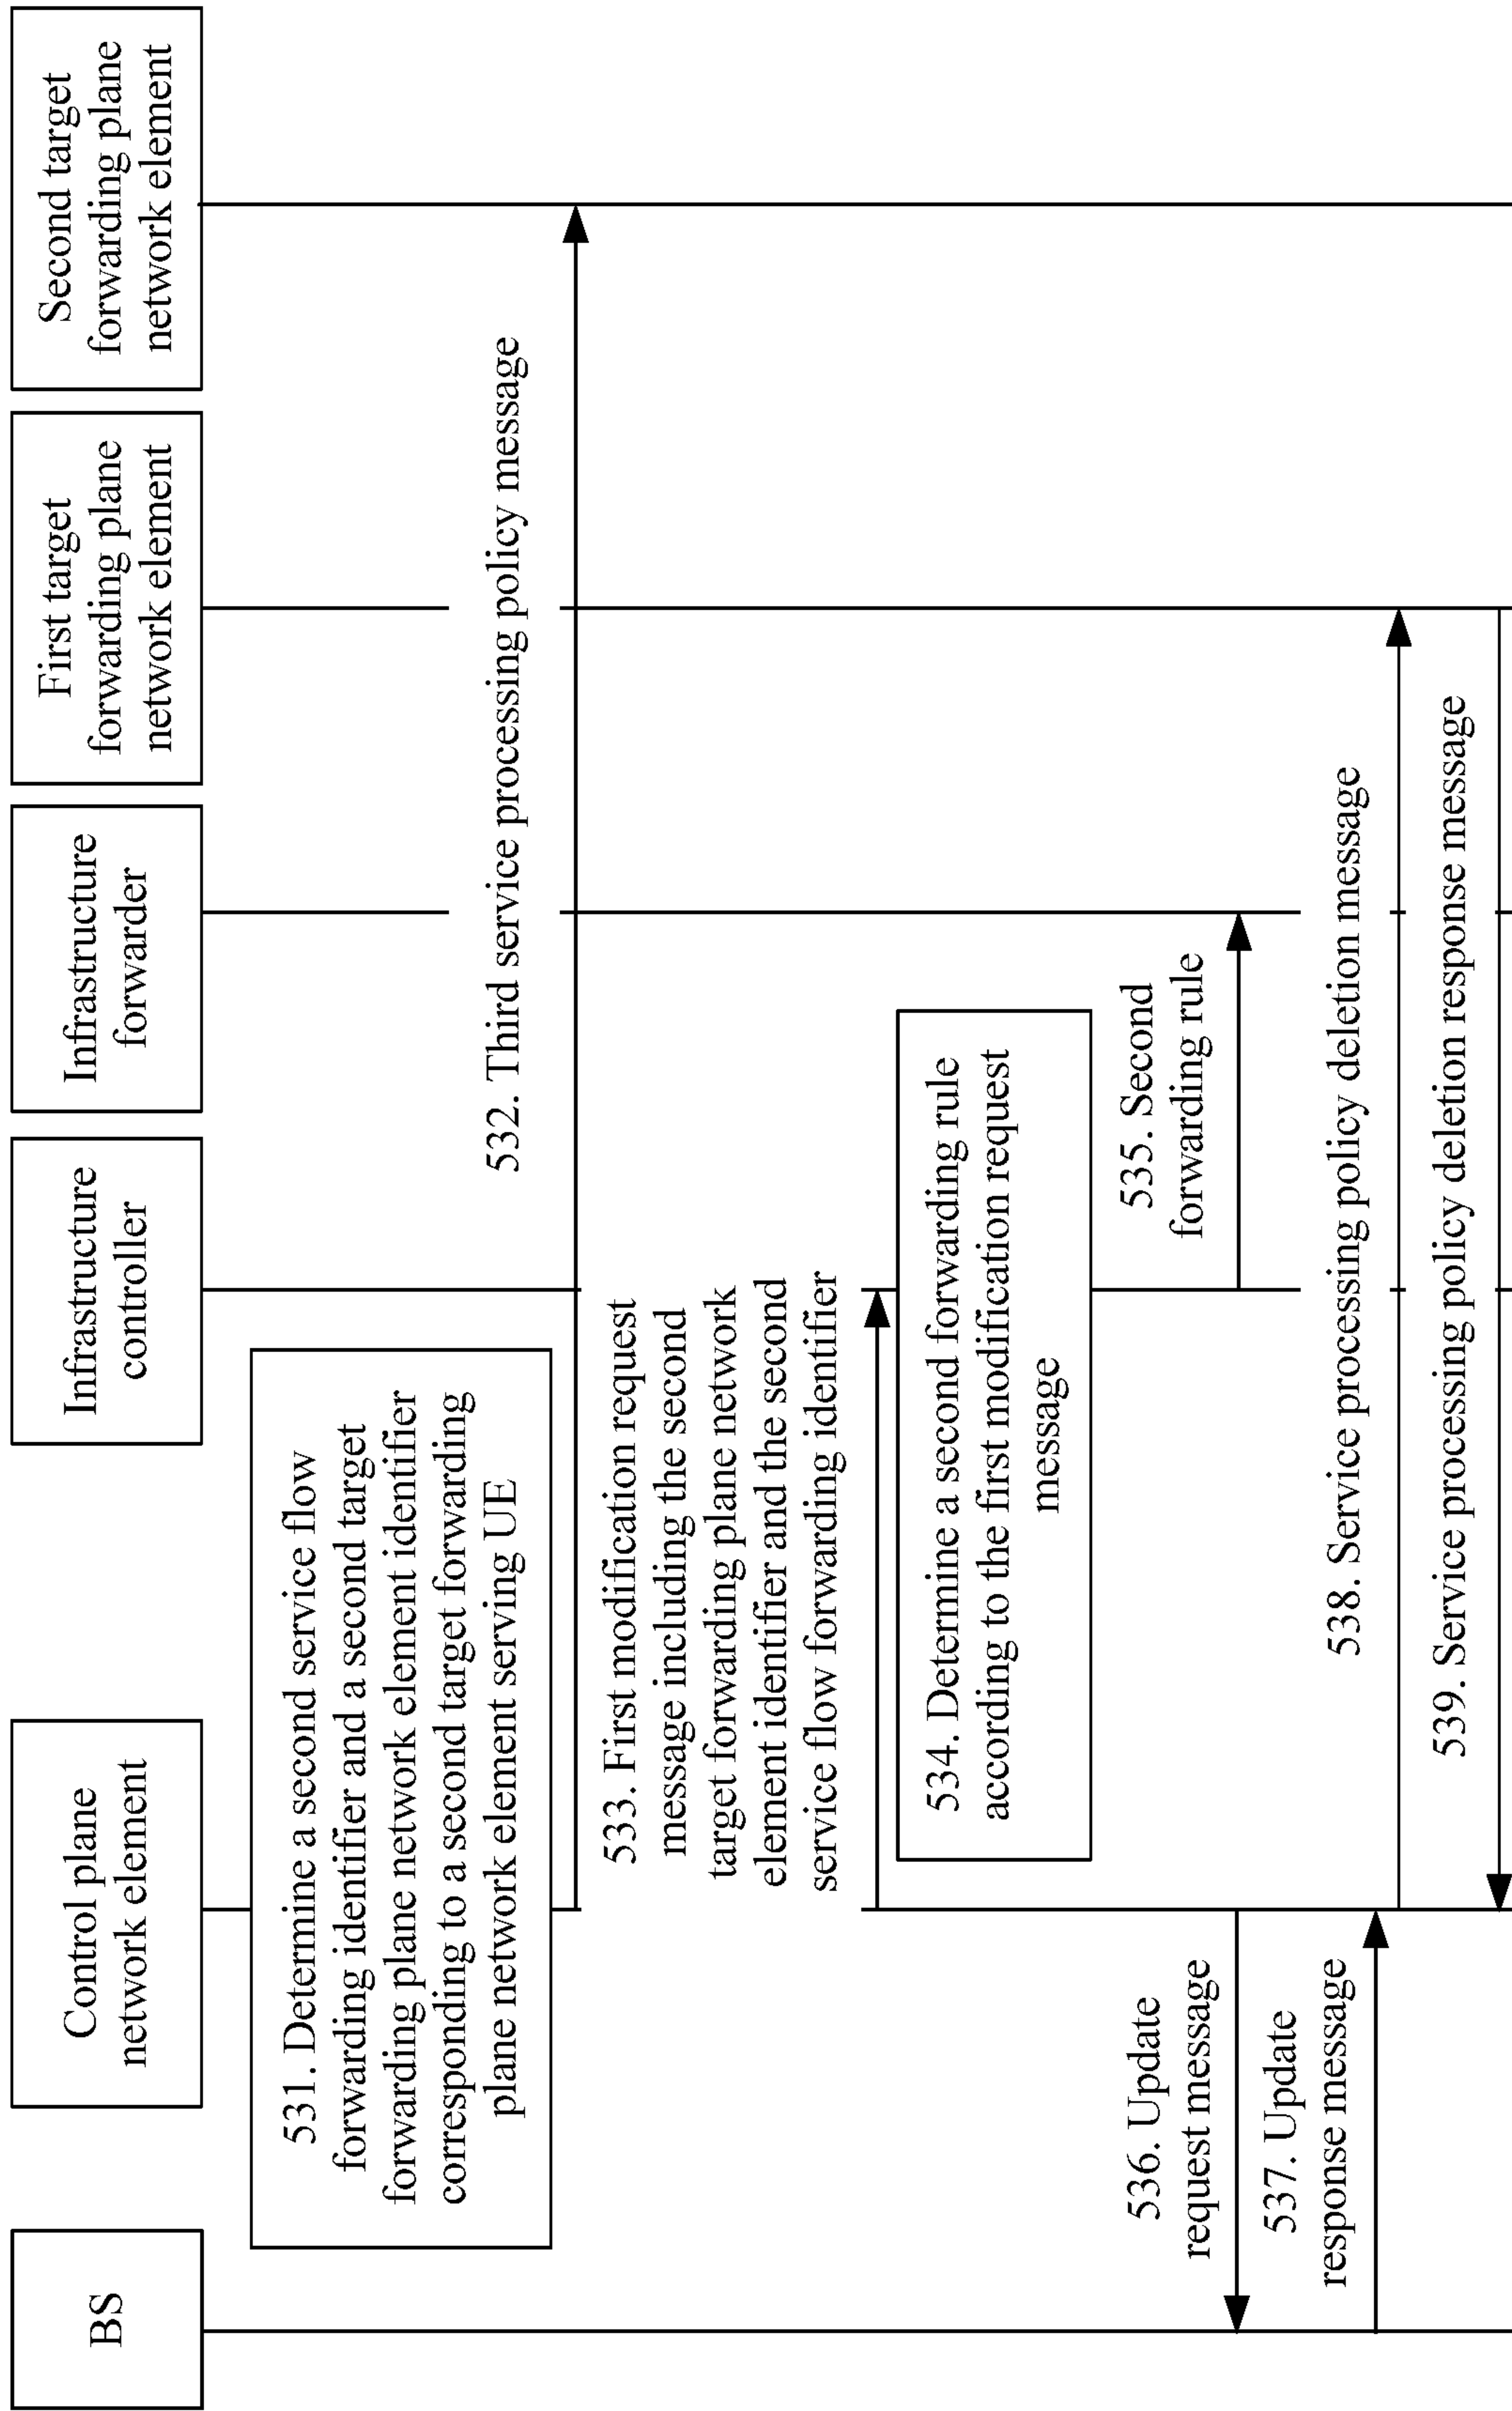 BS
Control plane
network element
Infrastructure
controller
Infrastructure
forwarder
First target
forwarding plane
network element
Second target
forwarding plane
network element
531. Determine a second service flow
forwarding identifier and a second target
forwarding plane network element identifier
corresponding to a second target forwarding
plane network element serving UE
532. Third service processing policy message
533. First modification request
message including the second
target forwarding plane network
element identifier and the second
service flow forwarding identifier
534. Determine a second forwarding rule
according to the first modification request
message
535. Second
forwarding rule
536. Update
request message
537. Update
response message
538. Service processing policy deletion message
539. Service processing policy deletion response message